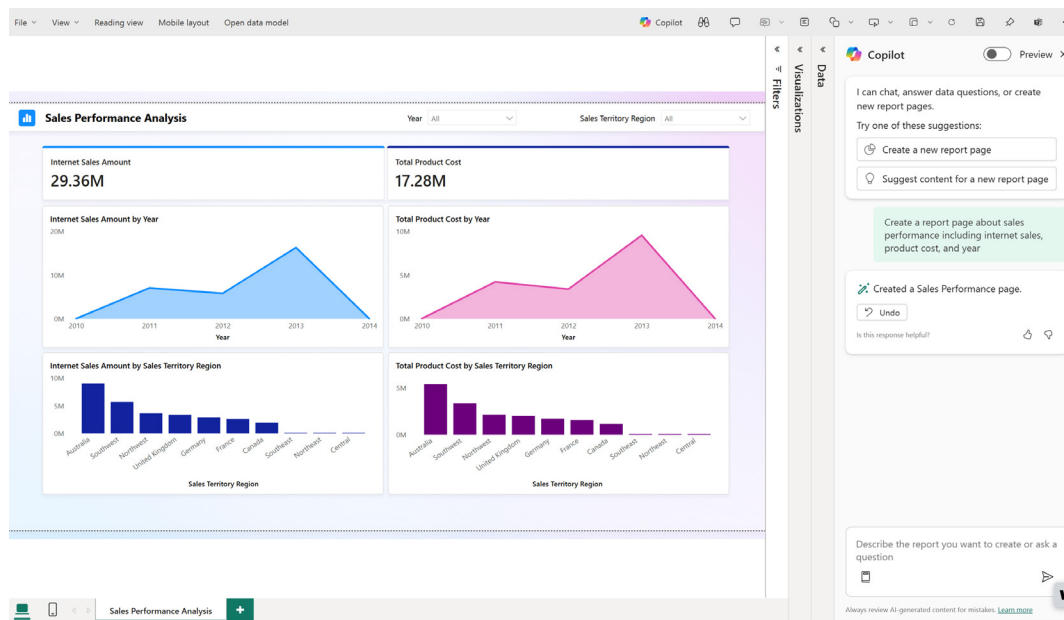 File View Reading view Mobile layout Open data model Copilot
Sales Performance Analysis Year All Sales Territory Region All
Internet Sales Amount
29.36M
Total Product Cost
17.28M
Internet Sales Amount by Year
20M
10M
0M
2010 2011 2012 2013 2014
Year
Total Product Cost by Year
10M
5M
0M
2010 2011 2012 2013 2014
Year
Internet Sales Amount by Sales Territory Region
10M
5M
0M
Australia Southwest Northwest United Kingdom Germany France Canada Southeast Northeast Central
Sales Territory Region
Total Product Cost by Sales Territory Region
5M
0M
Australia Southwest Northwest United Kingdom Germany France Canada Southeast Northeast Central
Sales Territory Region
Sales Performance Analysis
Filters
Visualizations
Data
Copilot Preview
I can chat, answer data questions, or create
new report pages.
Try one of these suggestions:
Create a new report page
Suggest content for a new report page
Create a report page about sales
performance including internet sales,
product cost, and year
Created a Sales Performance page.
Undo
Is this response helpful?
Describe the report you want to create or ask a
question
Always review AI-generated content for mistakes. Learn more